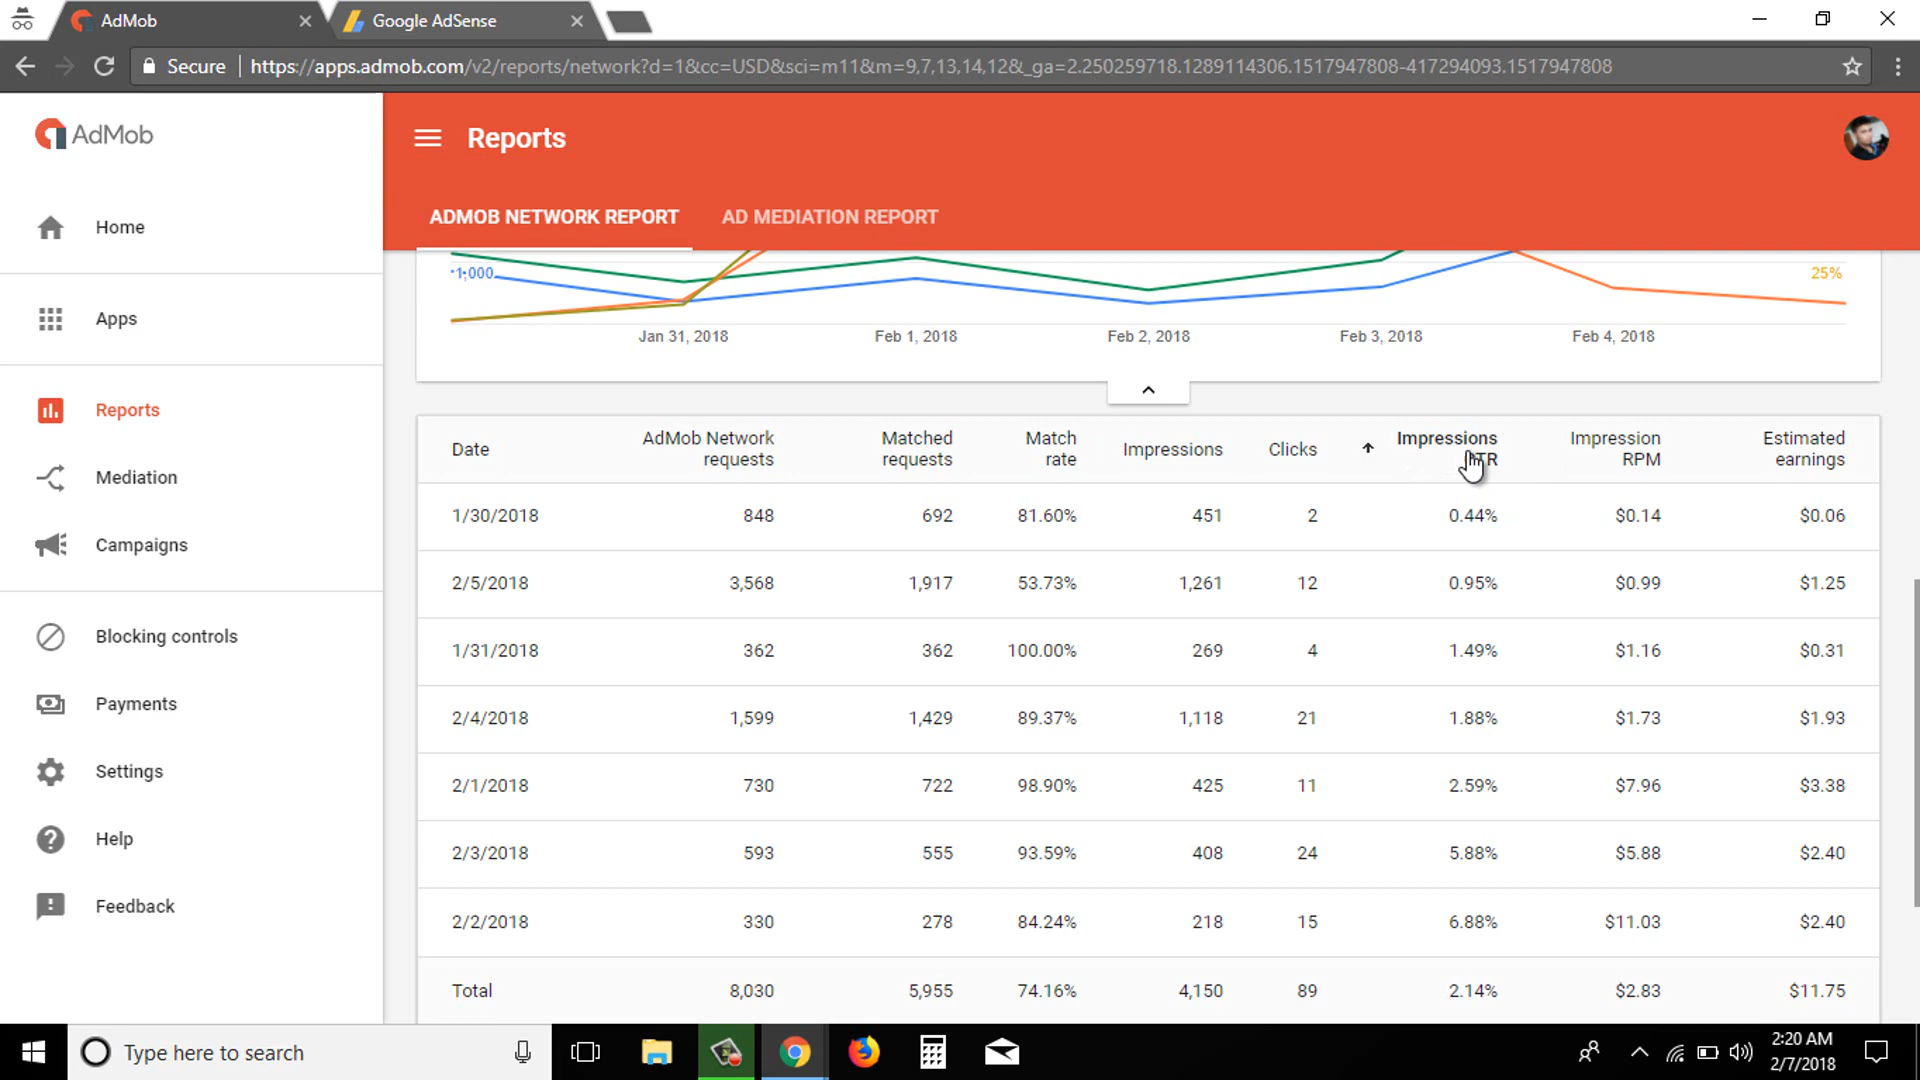 AdMob
Google AdSense
Secure
https://apps.admob.com/v2/reports/network?d=1&cc=USD&sci=m11&m=9,7,13,14,12&_ga=2.250259718.1289114306.1517947808-417294093.1517947808
AdMob
Reports
Home
ADMOB NETWORK REPORT
AD MEDIATION REPORT
1,000
25%
Apps
Jan 31, 2018
Feb 1, 2018
Feb 2, 2018
Feb 3, 2018
Feb 4, 2018
Reports
Mediation
Campaigns
Blocking controls
Payments
Settings
Help
Feedback
Date
AdMob Network
requests
Matched
requests
Match
rate
Impressions
Clicks
Impressions
Impression
RPM
Estimated
earnings
1/30/2018 848 692 81.60% 451 2 0.44% $0.14 $0.06
2/5/2018 3,568 1,917 53.73% 1,261 12 0.95% $0.99 $1.25
1/31/2018 362 362 100.00% 269 4 1.49% $1.16 $0.31
2/4/2018 1,599 1,429 89.37% 1,118 21 1.88% $1.73 $1.93
2/1/2018 730 722 98.90% 425 11 2.59% $7.96 $3.38
2/3/2018 593 555 93.59% 408 24 5.88% $5.88 $2.40
2/2/2018 330 278 84.24% 218 15 6.88% $11.03 $2.40
Total 8,030 5,955 74.16% 4,150 89 2.14% $2.83 $11.75
Type here to search
2:20 AM
2/7/2018